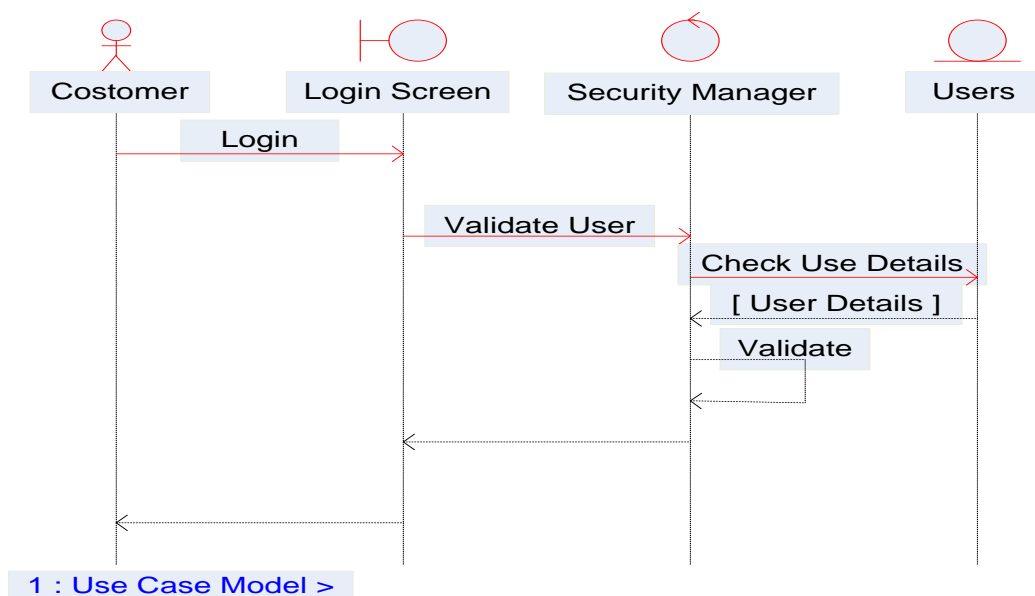 Costomer
Login Screen
Security Manager
Users
Login
Validate User
Check Use Details
[ User Details ]
Validate
1 : Use Case Model >